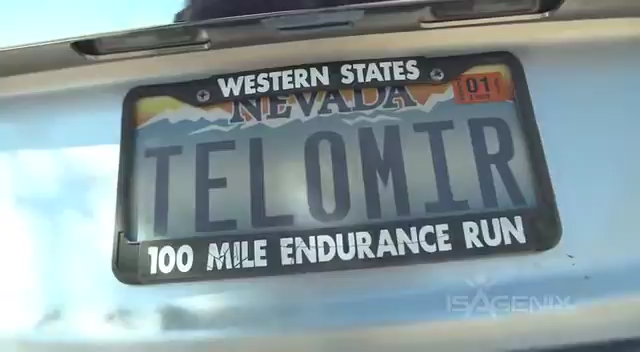 WESTERN STATES
NEVADA
01
TELOMIR
100 MILE ENDURANCE RUN
ISAGENIX